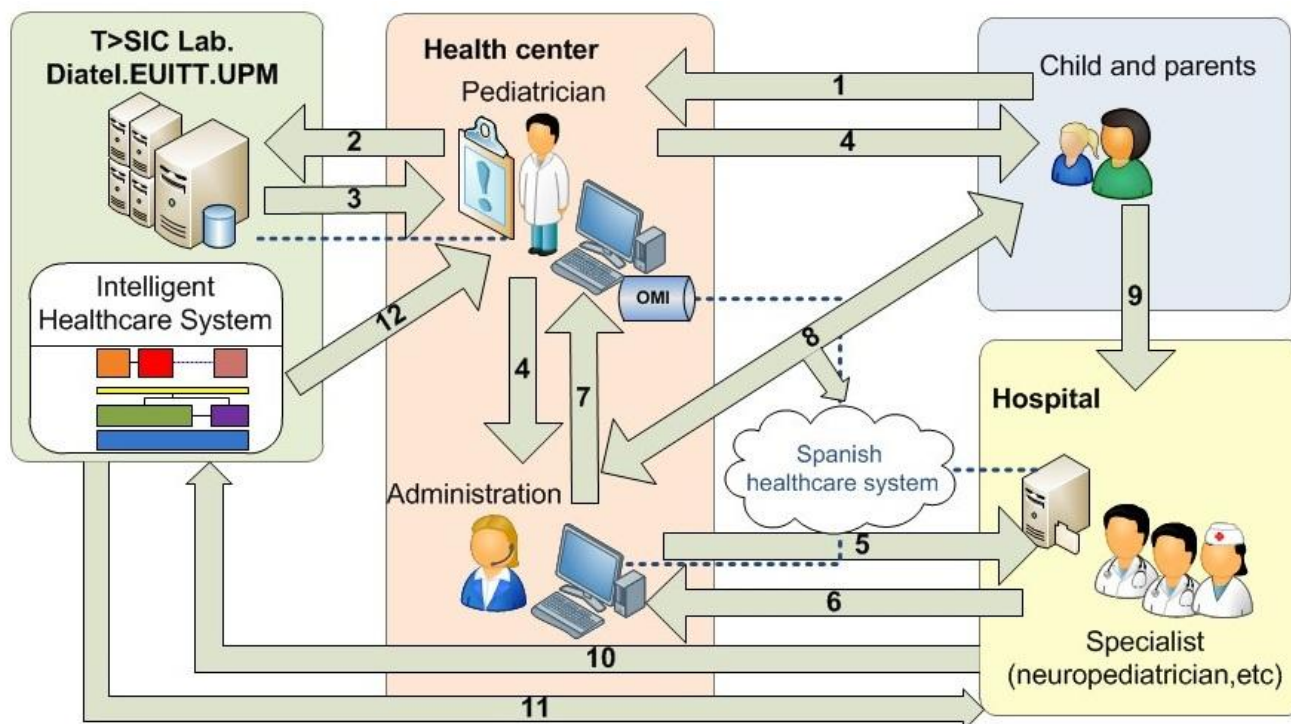 T>SIC Lab.
Diatel.EUITT.UPM
Health center
Pediatrician
Child and parents
1
2
4
3
OMI
Intelligent
Healthcare System
12
4
7
8
9
Hospital
Spanish
healthcare system
Administration
5
6
Specialist
(neuropediatrician,etc)
10
11